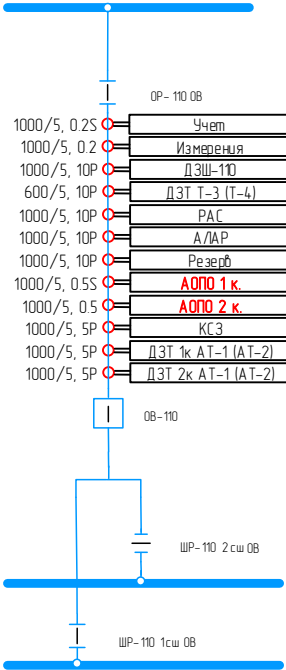 ОР-110 ОВ
1000/5, 0.2S Учет
1000/5, 0.2 Измерения
1000/5, 10Р ДЗШ-110
600/5, 10Р ДЗТ Т-3 (Т-4)
1000/5, 10Р РАС
1000/5, 10Р АЛАР
1000/5, 10Р Резерв
1000/5, 0.5S АОПО 1 к.
1000/5, 0.5 АОПО 2 к.
1000/5, 5Р КСЗ
1000/5, 5Р ДЗТ 1к АТ-1 (АТ-2)
1000/5, 5Р ДЗТ 2к АТ-1 (АТ-2)
ОВ-110
ШР-110 2сш ОВ
ШР-110 1сш ОВ